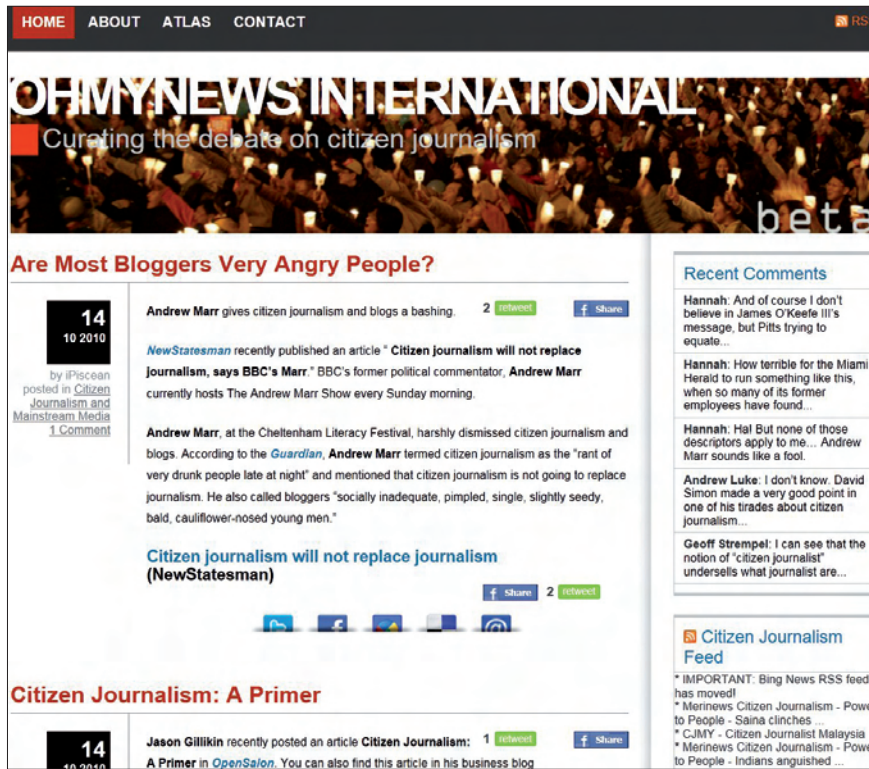 HOME ABOUT ATLAS CONTACT
RS
OHMYNEWS INTERNATIONAL
Curating the debate on citizen journalism
beta
Are Most Bloggers Very Angry People?
14
10 2010
by iPiscean
posted in Citizen
Journalism and
Mainstream Media
1 Comment
Andrew Marr gives citizen journalism and blogs a bashing.
2 retweet
f Share
NewStatesman recently published an article " Citizen journalism will not replace
journalism, says BBC's Marr." BBC's former political commentator, Andrew Marr
currently hosts The Andrew Marr Show every Sunday morning.
Andrew Marr, at the Cheltenham Literacy Festival, harshly dismissed citizen journalism and
blogs. According to the Guardian, Andrew Marr termed citizen journalism as the "rant of
very drunk people late at night" and mentioned that citizen journalism is not going to replace
journalism. He also called bloggers "socially inadequate, pimpled, single, slightly seedy,
bald, cauliflower-nosed young men."
Citizen journalism will not replace journalism
(NewStatesman)
f Share 2 retweet
Citizen Journalism: A Primer
14
10 2010
Jason Gillikin recently posted an article Citizen Journalism:
1 retweet
f Share
A Primer in OpenSalon. You can also find this article in his business blog
Recent Comments
Hannah: And of course I don't
believe in James O'Keefe III's
message, but Pitts trying to
equate...
Hannah: How terrible for the Miami
Herald to run something like this,
when so many of its former
employees have found...
Hannah: Ha! But none of those
descriptors apply to me... Andrew
Marr sounds like a fool.
Andrew Luke: I don't know. David
Simon made a very good point in
one of his tirades about citizen
journalism...
Geoff Strempel: I can see that the
notion of "citizen journalist"
undersells what journalist are...
Citizen Journalism
Feed
* IMPORTANT: Bing News RSS feed
has moved!
* Merinews Citizen Journalism - Powe
to People - Saina clinches ...
* CJMY - Citizen Journalist Malaysia
* Merinews Citizen Journalism - Powe
to People - Indians anguished ...